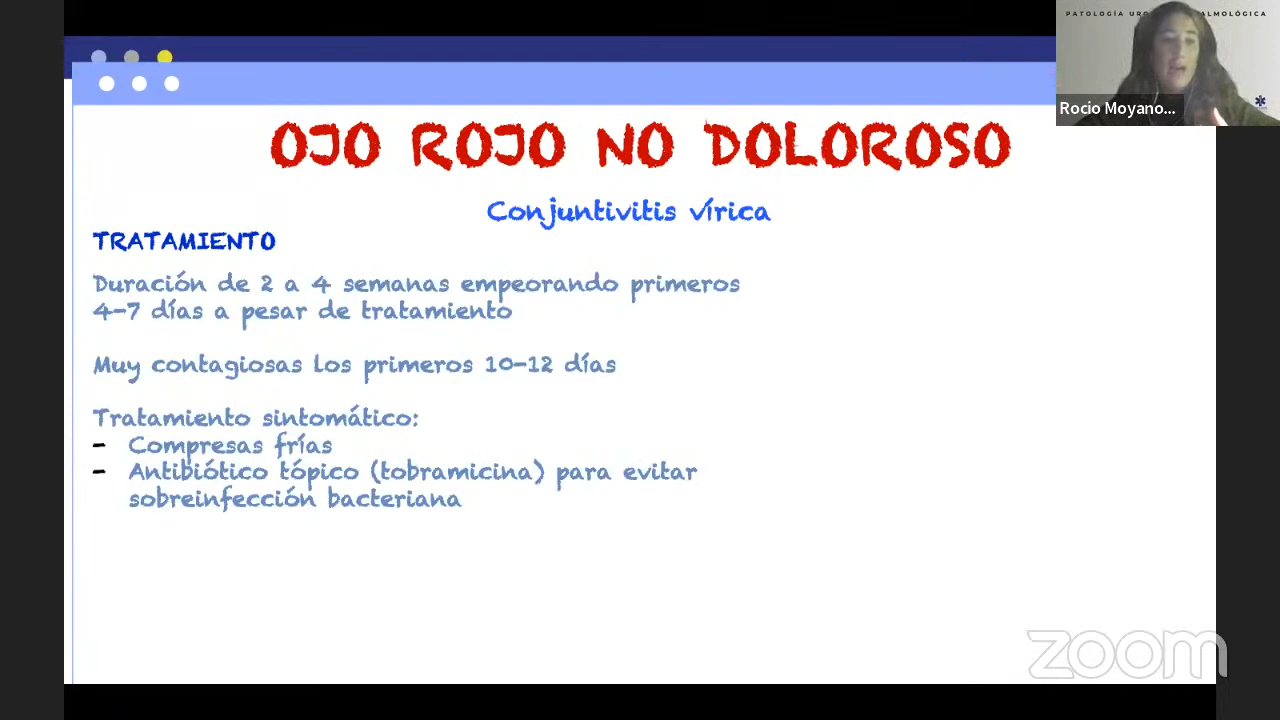 PATOLOGÍA
OJO ROJO NO DOLOROSO
Rocio Moyano...
Conjuntivitis vírica
TRATAMIENTO
Duración de 2 a 4 semanas empeorando primeros
4-7 días a pesar de tratamiento
Muy contagiosas los primeros 10-12 días
Tratamiento sintomático:
- Compresas frías
- Antibiótico tópico (tobramicina) para evitar
sobreinfección bacteriana
zoom